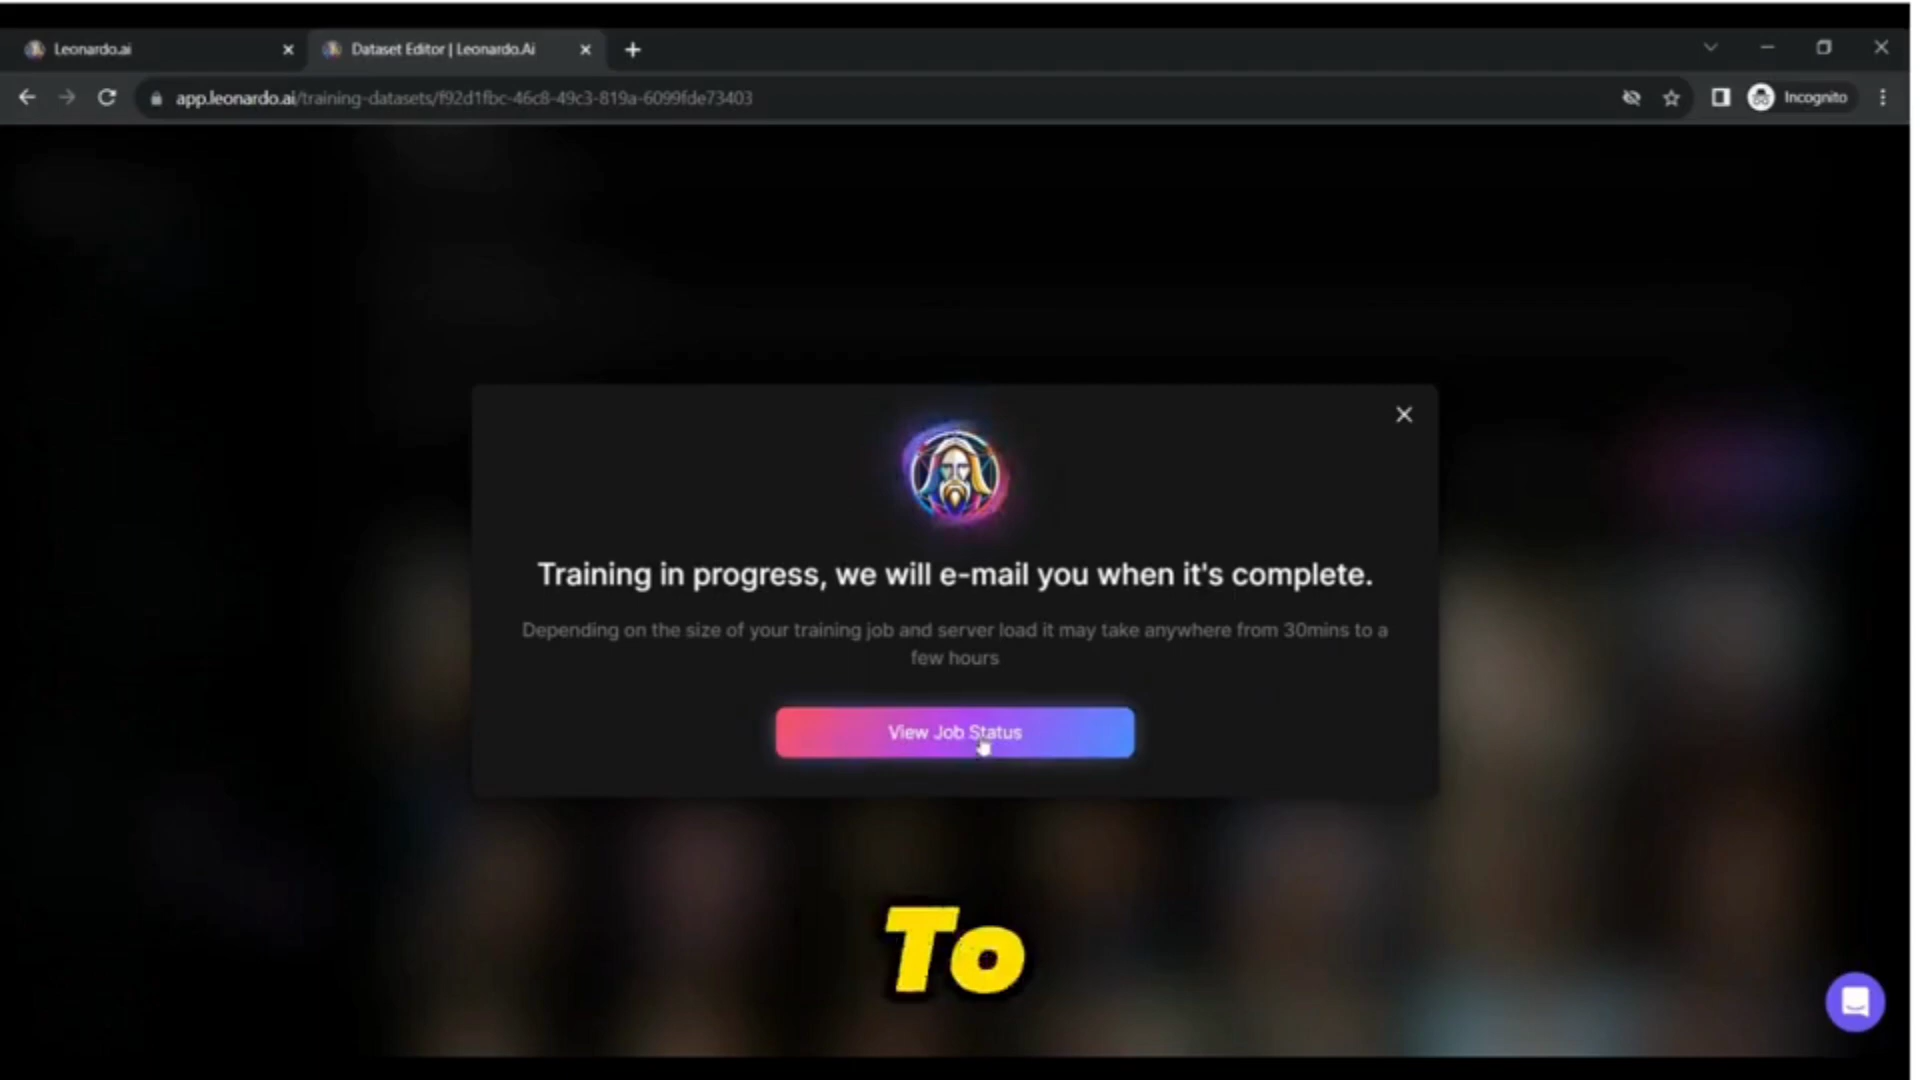 Leonardo.ai
Dataset Editor | Leonardo.Ai
app.leonardo.ai/training-datasets/f92d1fbc-46c8-49c3-819a-6099fde73403
Incognito
Training in progress, we will e-mail you when it's complete.
Depending on the size of your training job and server load it may take anywhere from 30mins to a
few hours
View Job Status
To